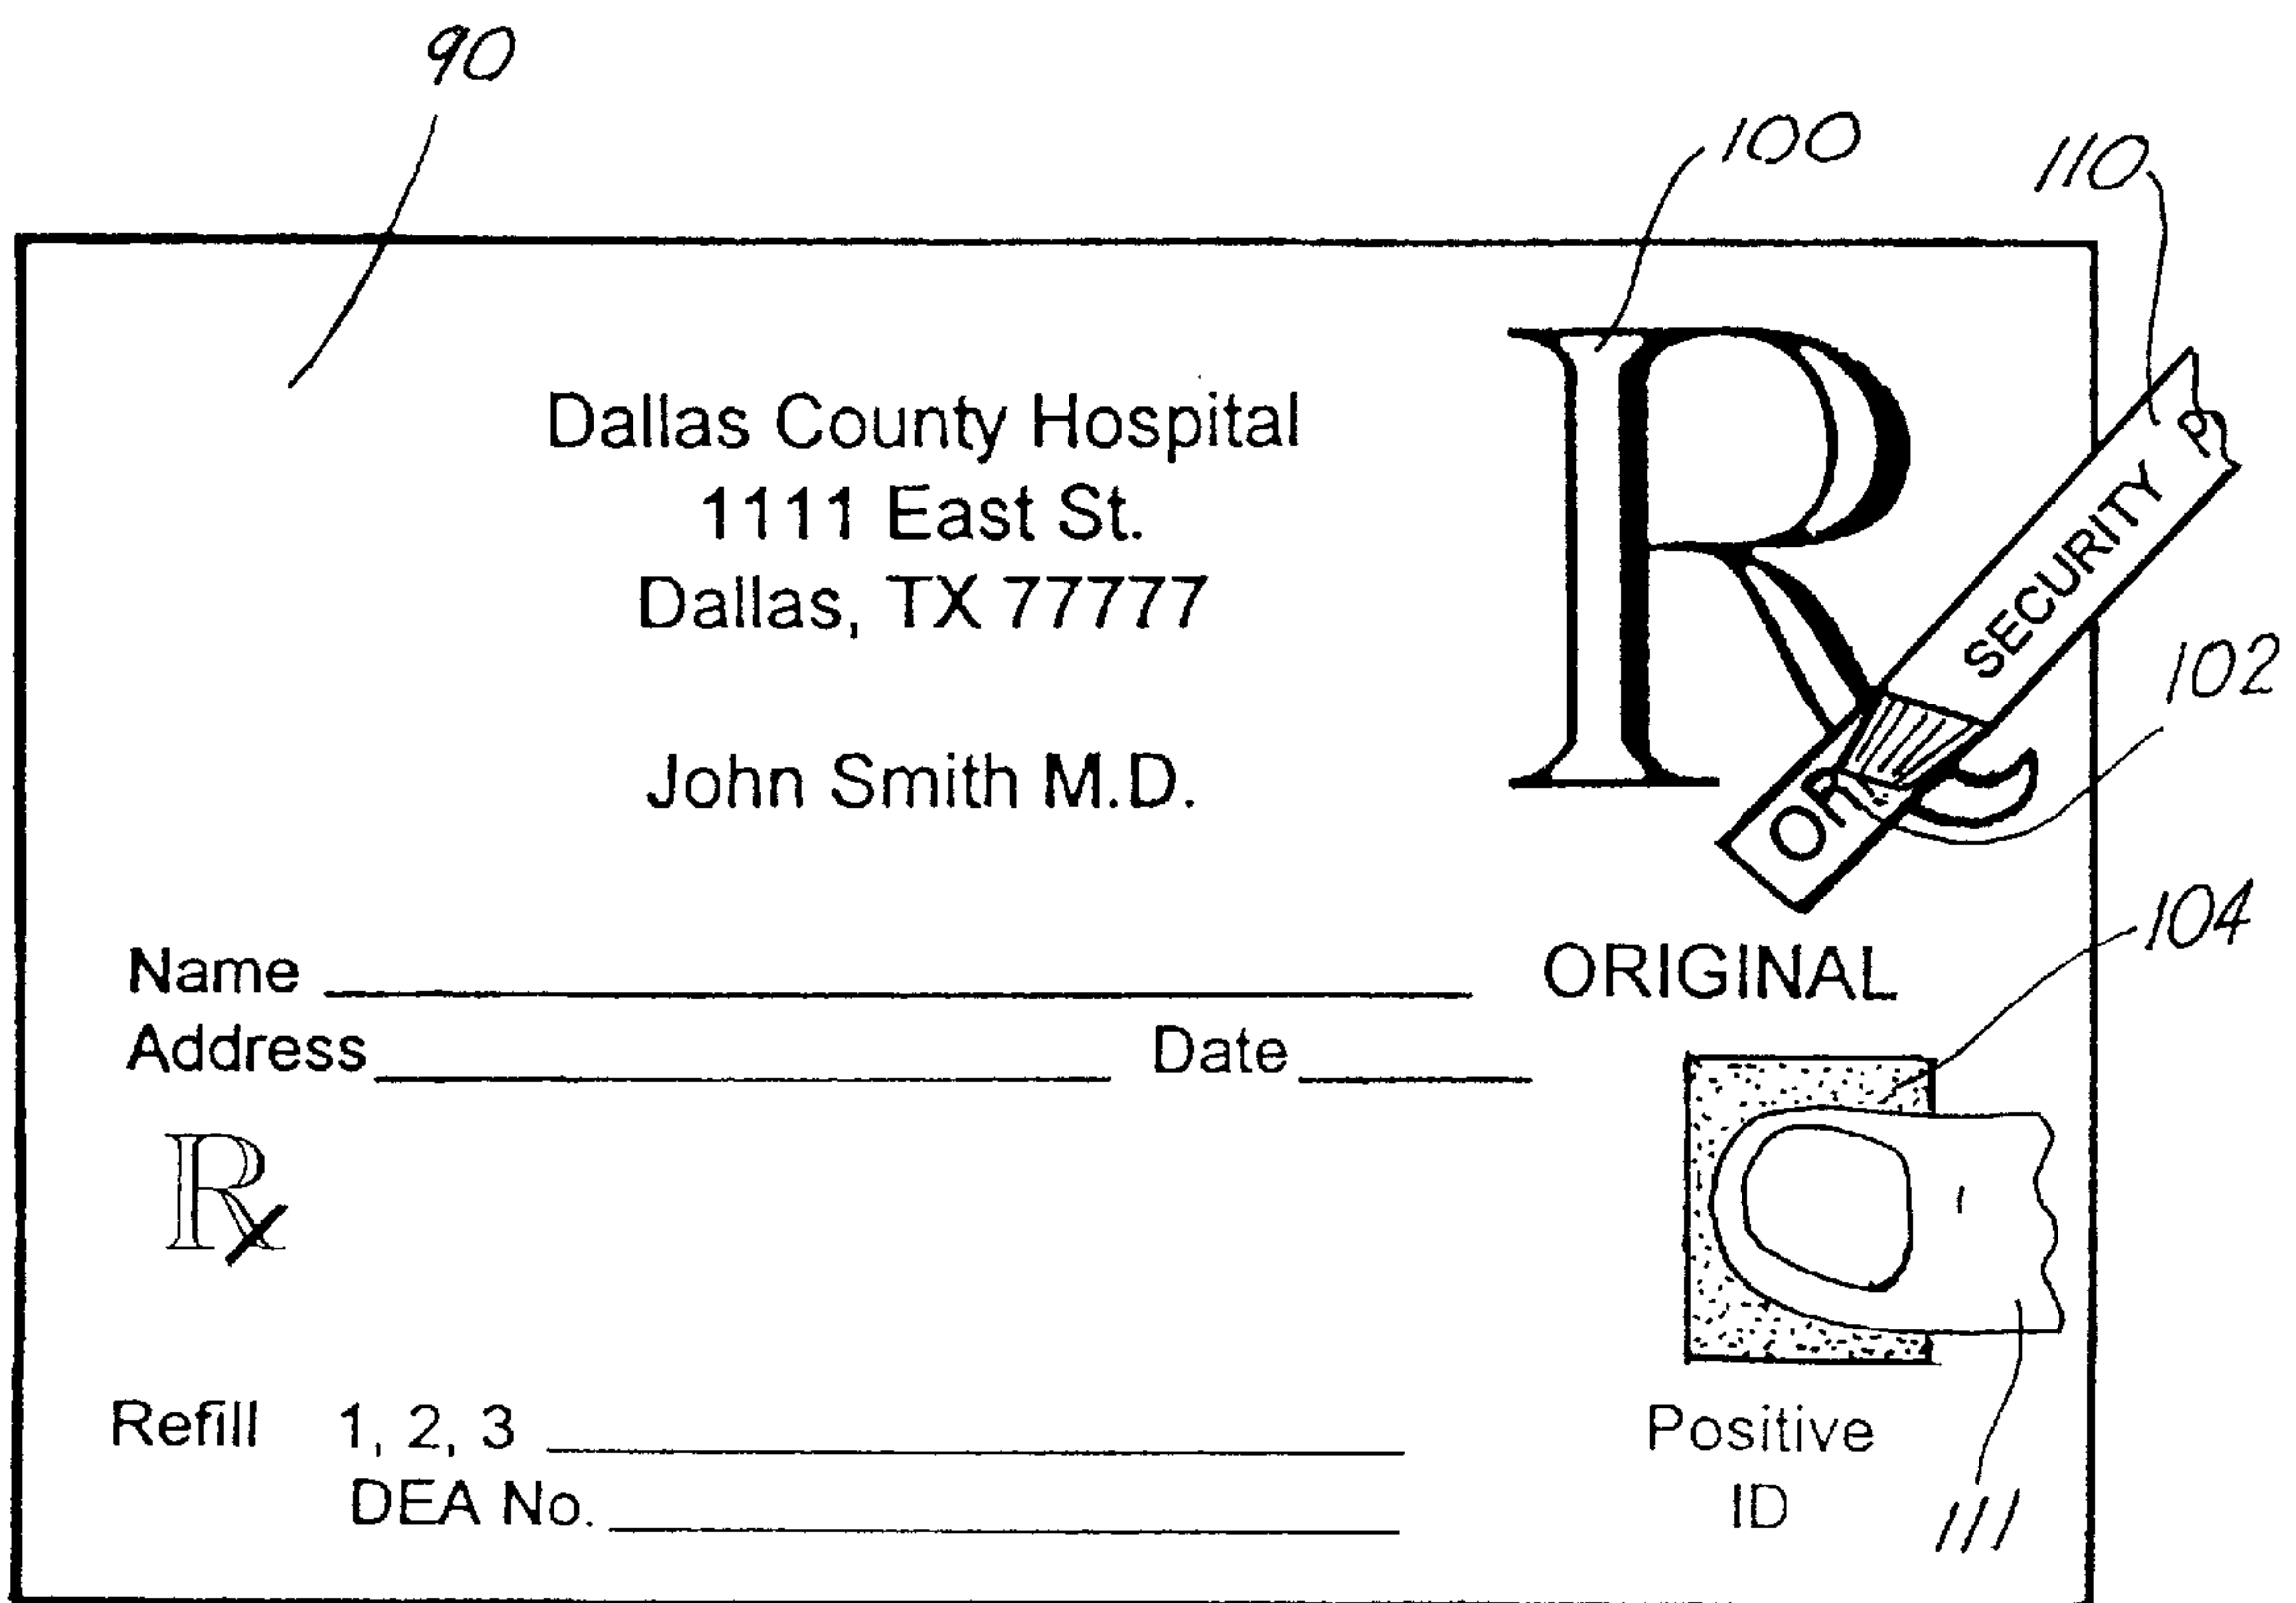 90
100
110
Dallas County Hospital
1111 East St.
Dallas, TX 77777
R
SECURITY P
102
John Smith M.D.
OR
104
Name ORIGINAL
Address Date
Rx
Refill 1, 2, 3 Positive
DEA No. ID
111